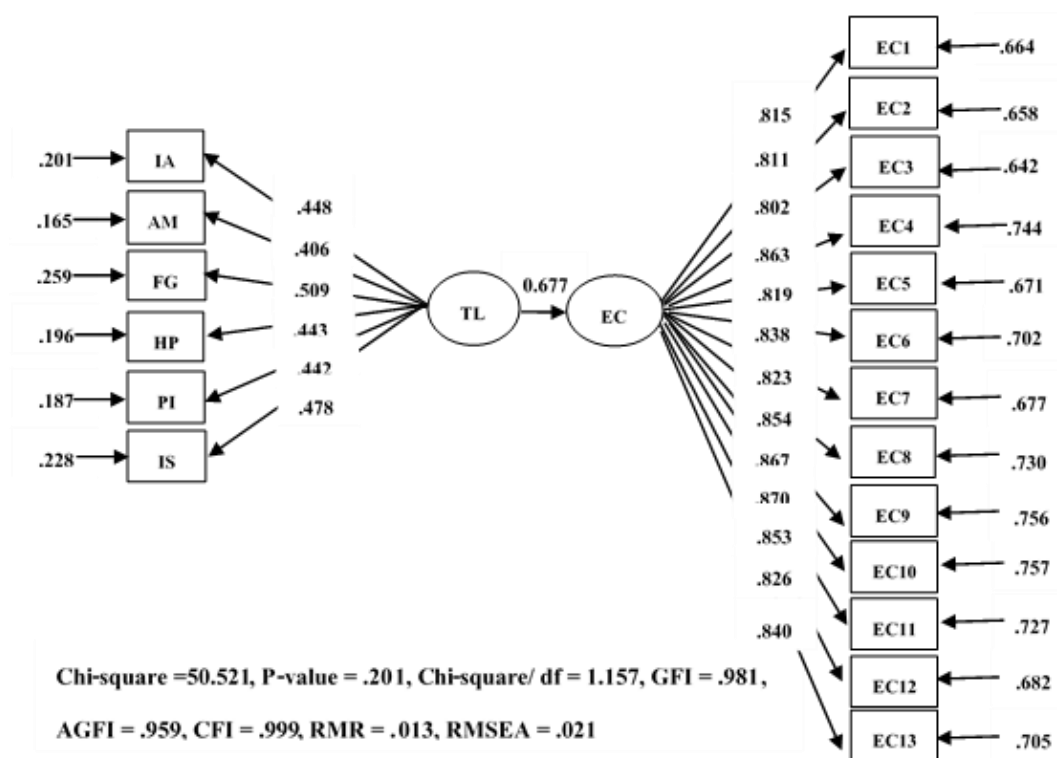 EC1
.664
.815
EC2
.658
.811
.201
IA
EC3
.642
.802
.448
.165
AM
EC4
.744
.863
.406
.259
FG
.509
0.677
TL
EC
.819
EC5
.671
.196
HP
.443
.838
EC6
.702
.187
PI
.442
.823
EC7
.677
.478
.854
.228
IS
.867
EC8
.730
.870
EC9
.756
.853
EC10
.757
.826
EC11
.727
.840
EC12
.682
EC13
.705
Chi-square =50.521, P-value = .201, Chi-square/ df = 1.157, GFI = .981,
AGFI = .959, CFI = .999, RMR = .013, RMSEA = .021